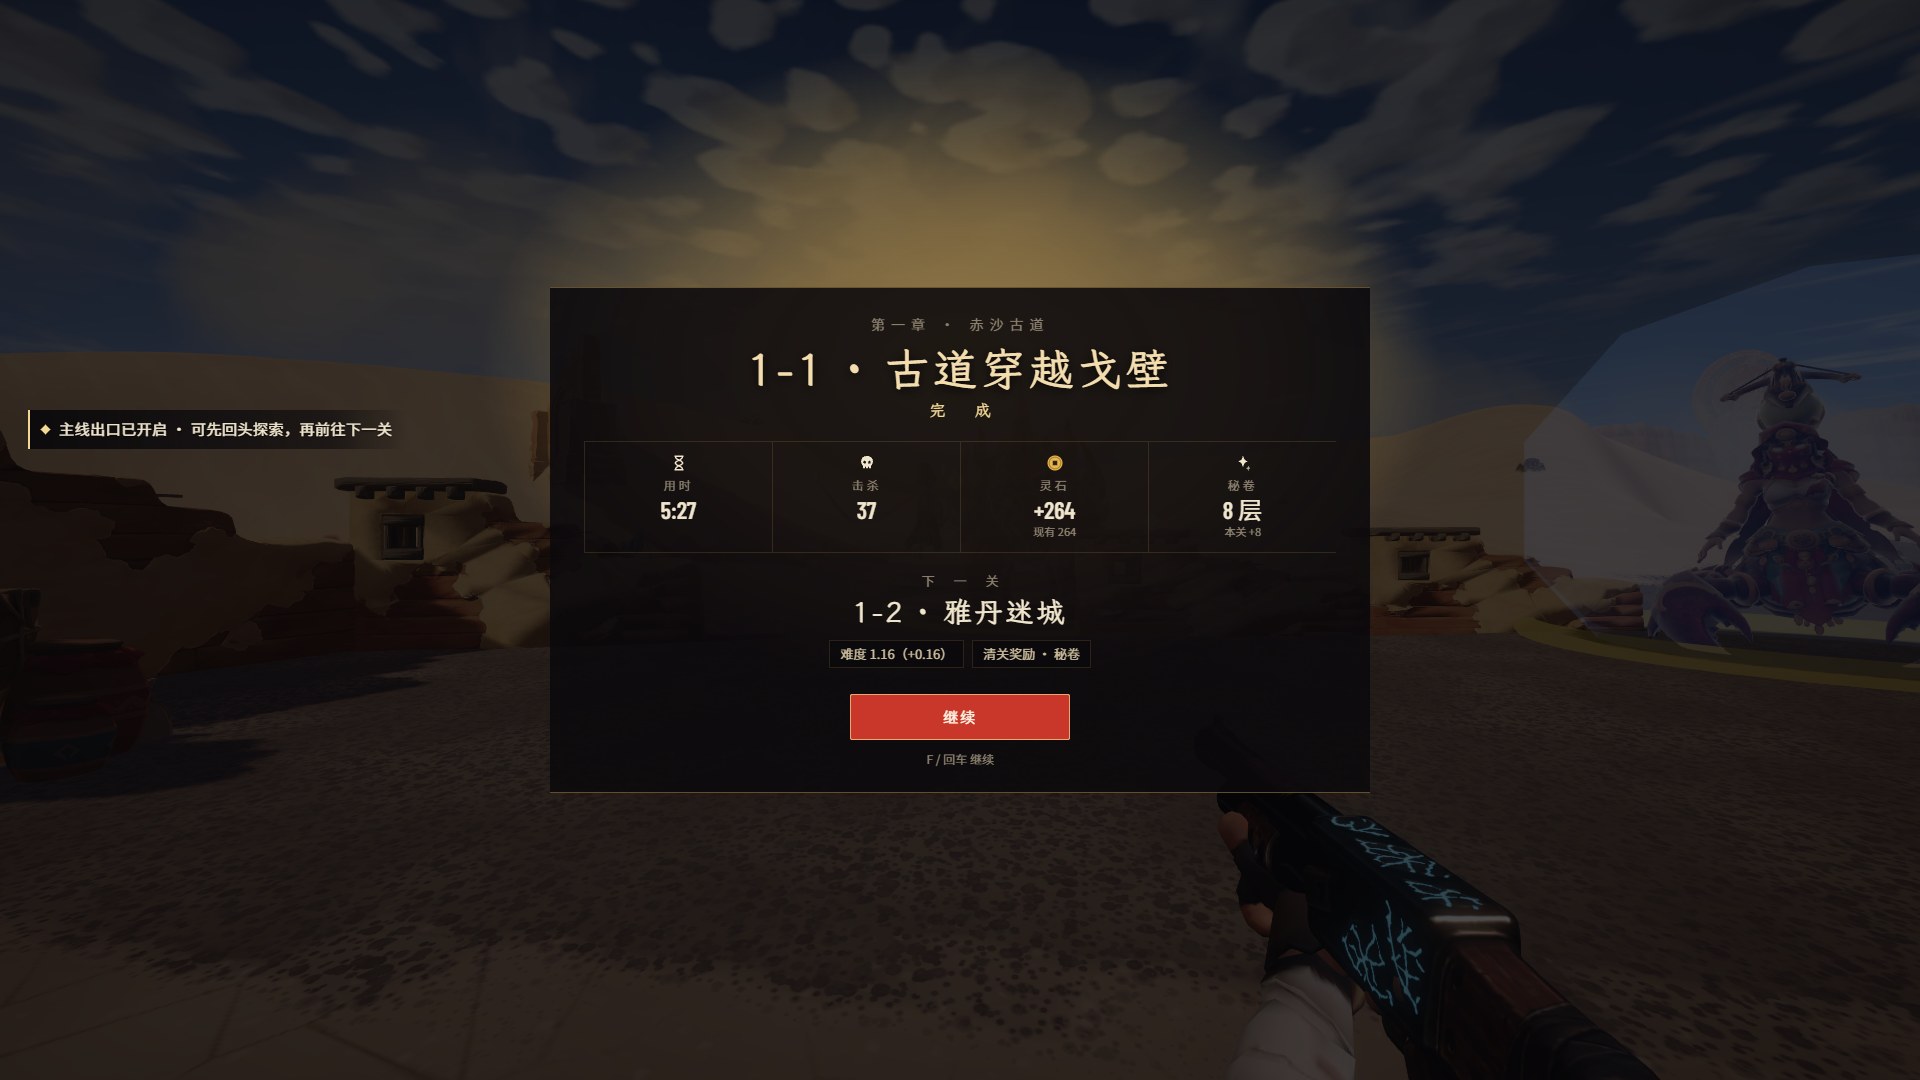 第一章 · 赤沙古道
1-1 · 古道穿越戈壁
完成
主线出口已开启 · 可先回头探索，再前往下一关
用时
5:27
击杀
37
灵石
+264
现有 264
秘卷
8 层
本关 +8
下一关
1-2 · 雅丹迷城
难度 1.16（+0.16）
清关奖励 · 秘卷
继续
F / 回车 继续